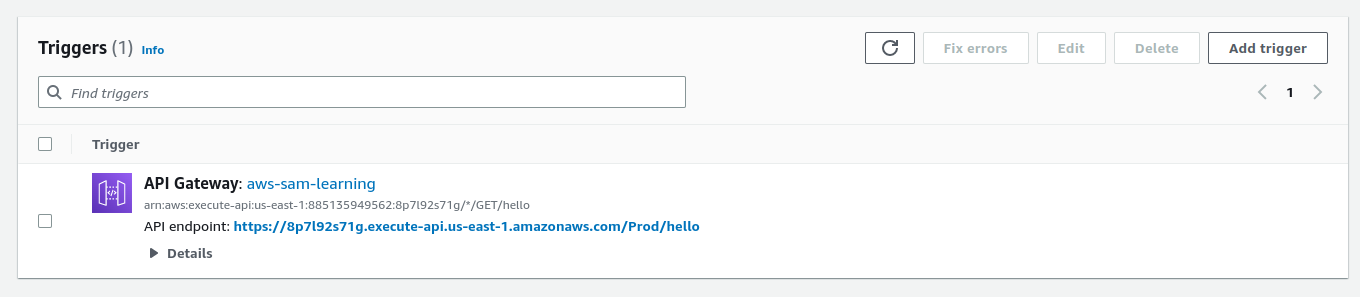 Triggers (1) Info
Fix errors
Edit
Delete
Add trigger
Find triggers
1
Trigger
API Gateway: aws-sam-learning
arn:aws:execute-api:us-east-1:885135949562:8p7l92s71g/*/GET/hello
API endpoint: https://8p7l92s71g.execute-api.us-east-1.amazonaws.com/Prod/hello
Details